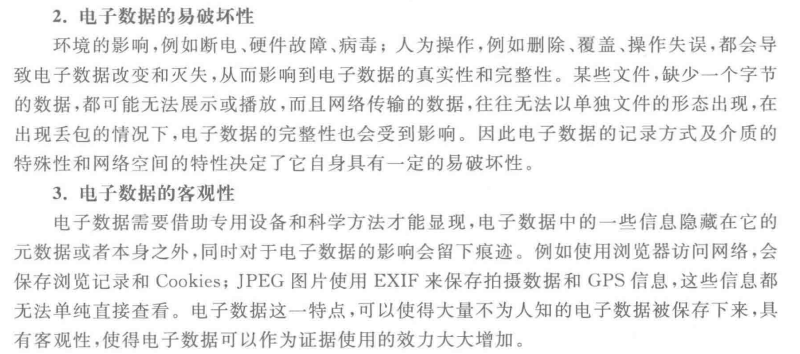 2. 电子数据的易破坏性
环境的影响,例如断电、硬件故障、病毒；人为操作,例如删除、覆盖、操作失误,都会导
致电子数据改变和灭失,从而影响到电子数据的真实性和完整性。某些文件,缺少一个字节
的数据,都可能无法展示或播放,而且网络传输的数据,往往无法以单独文件的形态出现,在
出现丢包的情况下,电子数据的完整性也会受到影响。因此电子数据的记录方式及介质的
特殊性和网络空间的特性决定了它自身具有一定的易破坏性。
3. 电子数据的客观性
电子数据需要借助专用设备和科学方法才能显现,电子数据中的一些信息隐藏在它的
元数据或者本身之外,同时对于电子数据的影响会留下痕迹。例如使用浏览器访问网络,会
保存浏览记录和 Cookies；JPEG 图片使用 EXIF 来保存拍摄数据和 GPS 信息,这些信息都
无法单纯直接查看。电子数据这一特点,可以使得大量不为人知的电子数据被保存下来,具
有客观性,使得电子数据可以作为证据使用的效力大大增加。